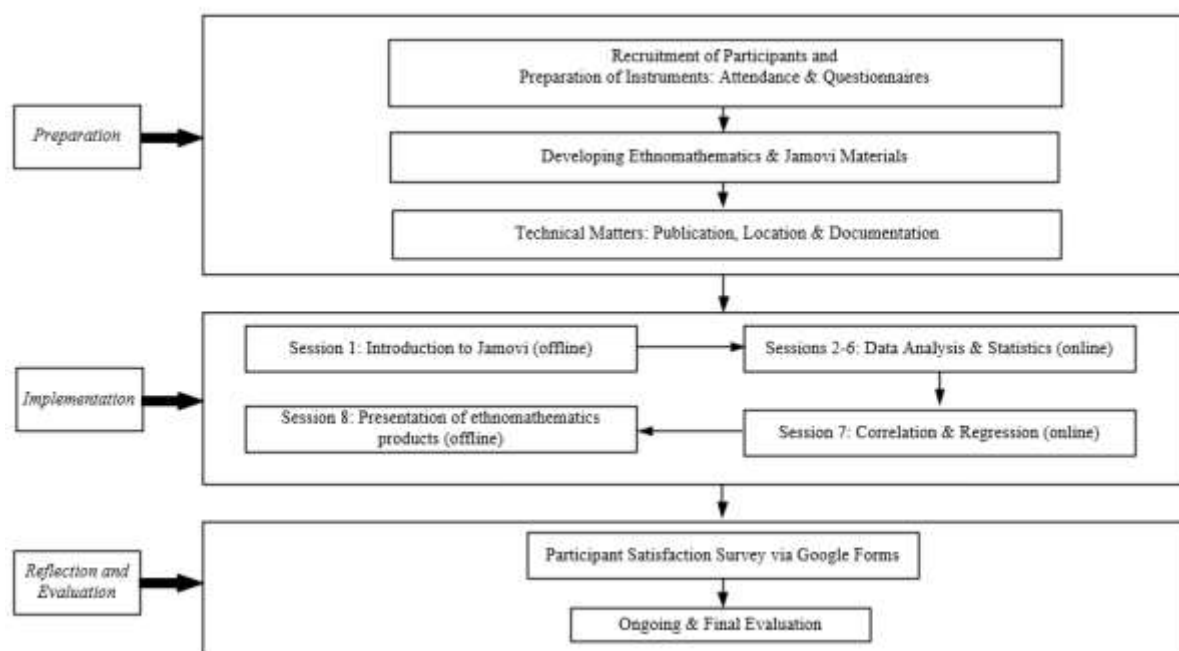 Preparation
Recruitment of Participants and
Preparation of Instruments: Attendance & Questionnaires
Developing Ethnomathematics & Jamovi Materials
Technical Matters: Publication, Location & Documentation
Implementation
Session 1: Introduction to Jamovi (offline)
Sessions 2-6: Data Analysis & Statistics (online)
Session 7: Correlation & Regression (online)
Session 8: Presentation of ethnomathematics
products (offline)
Reflection and
Evaluation
Participant Satisfaction Survey via Google Forms
Ongoing & Final Evaluation